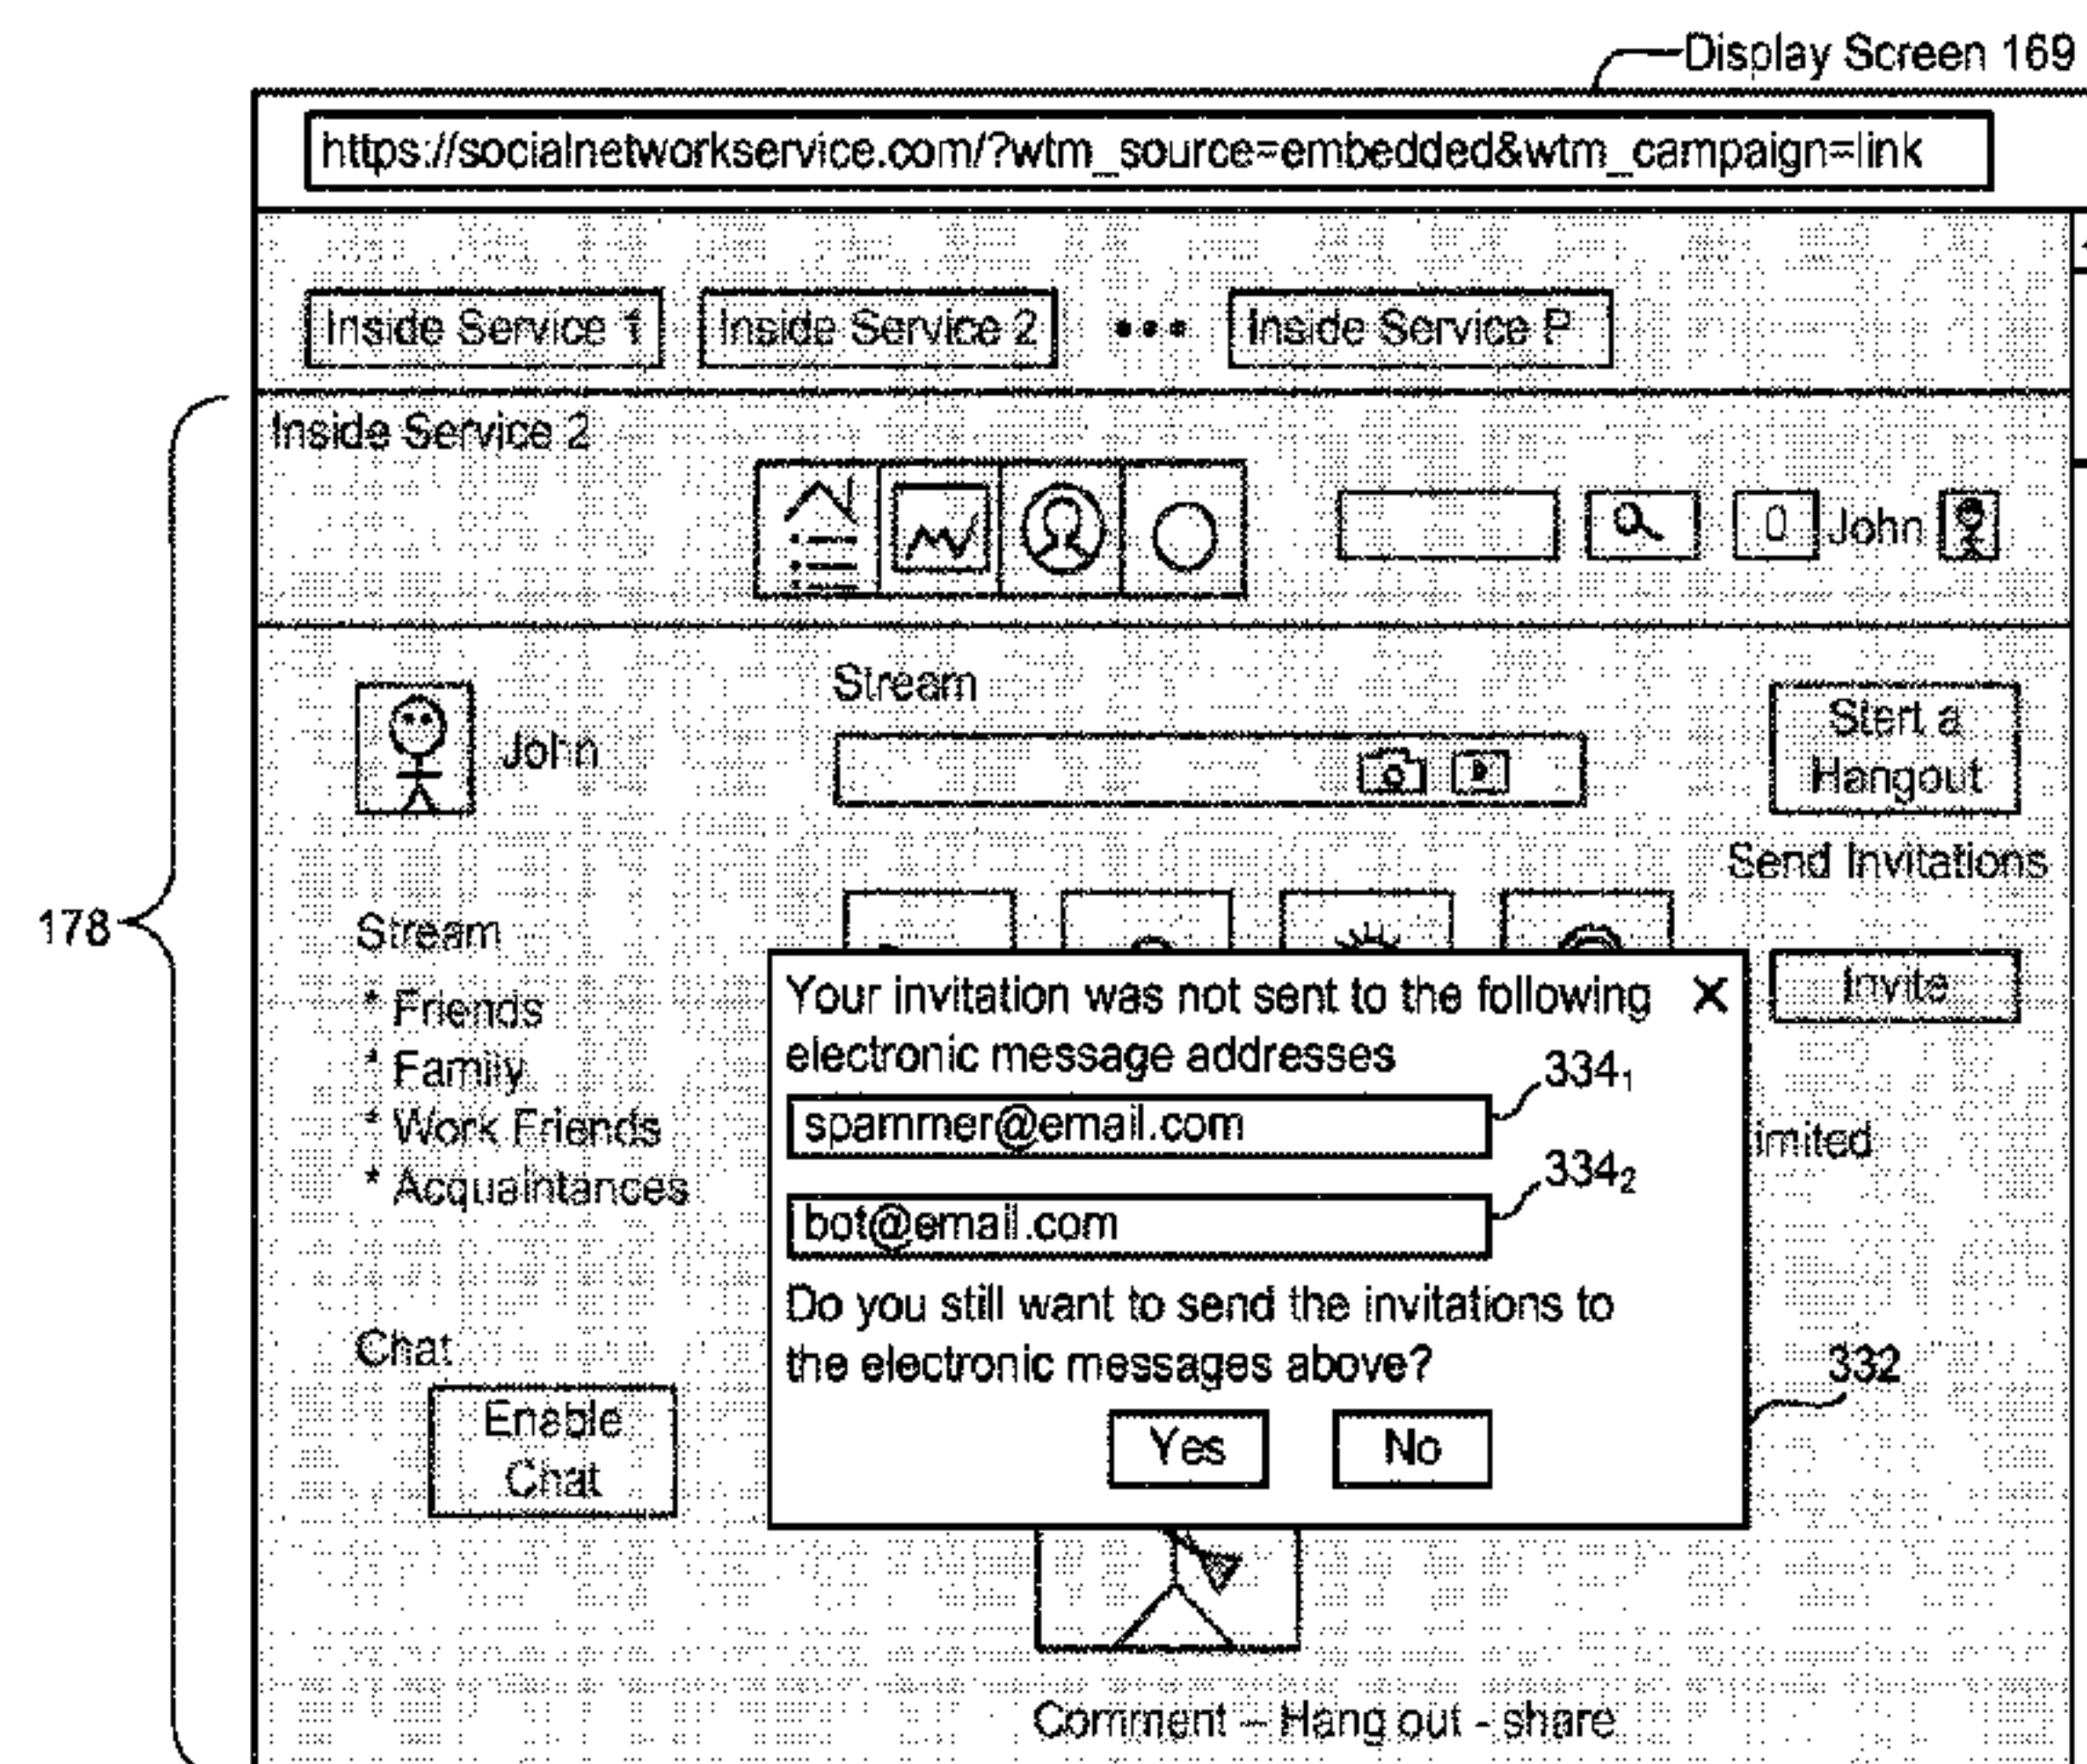 Display Screen 169
https://socialnetworkservice.com/?wtm_source=embedded&wtm_campaign=link
Inside Service 1 Inside Service 2 ••• Inside Service P
Inside Service 2
0 John
John
Stream
Start a
Hangout
Send Invitations
178
Stream
* Friends
* Family
* Work Friends
* Acquaintances
Invite
Your invitation was not sent to the following X
electronic message addresses
334₁
spammer@email.com
imited
334₂
bot@email.com
Do you still want to send the invitations to
the electronic messages above?
332
Yes No
Chat
Enable
Chat
Comment – Hang out - share